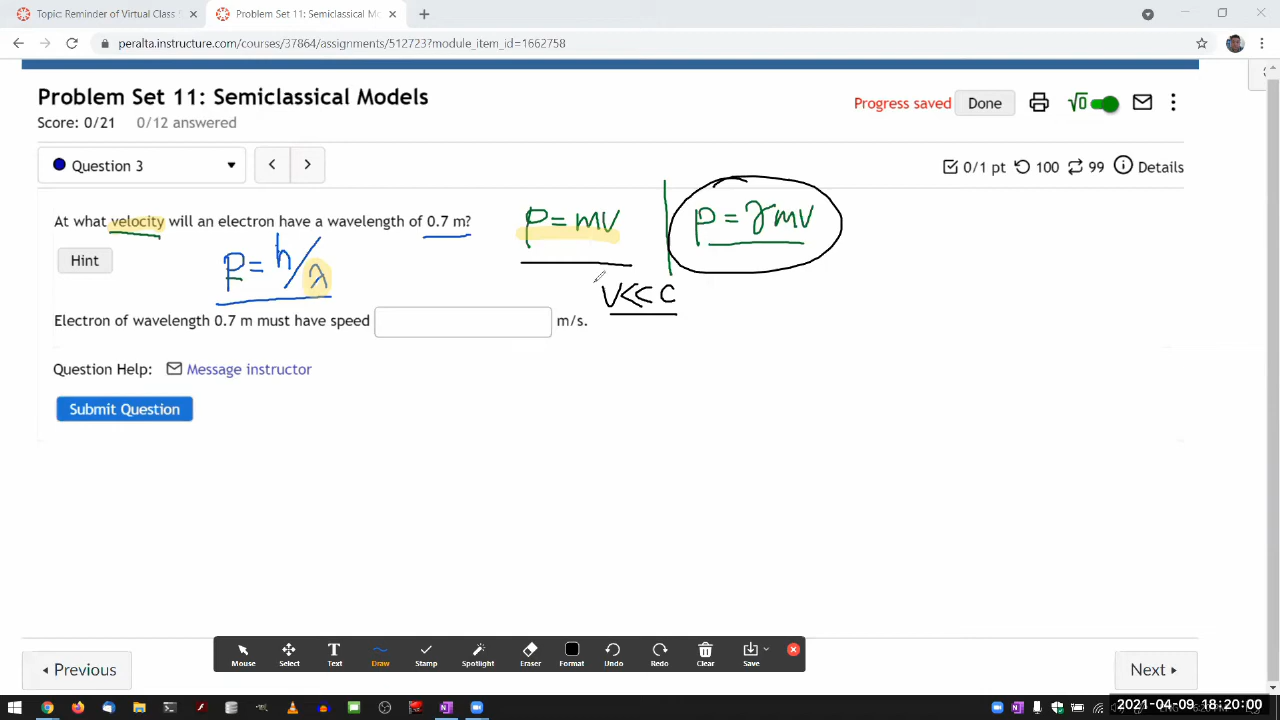 Topic: Reminder of Virtual Class
Problem Set 11: Semiclassical Mo
peralta.instructure.com/courses/37864/assignments/512723?module_item_id=1662758
Problem Set 11: Semiclassical Models
Progress saved
Done
√0
Score: 0/21 0/12 answered
Question 3
0/1 pt
100
99
Details
At what velocity will an electron have a wavelength of 0.7 m?
p = mv
p = γmv
Hint
p = h/λ
v<<c
Electron of wavelength 0.7 m must have speed
m/s.
Question Help:
Message instructor
Submit Question
Mouse
Select
Text
Draw
Stamp
Spotlight
Eraser
Format
Undo
Redo
Clear
Save
Previous
Next
2021-04-09 18:20:00